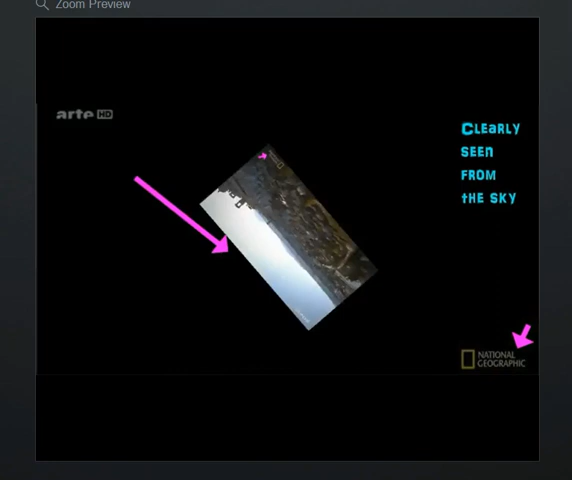 Zoom Preview
arte HD
CLearLY
seen
from
the sky
NATIONAL
GEOGRAPHIC